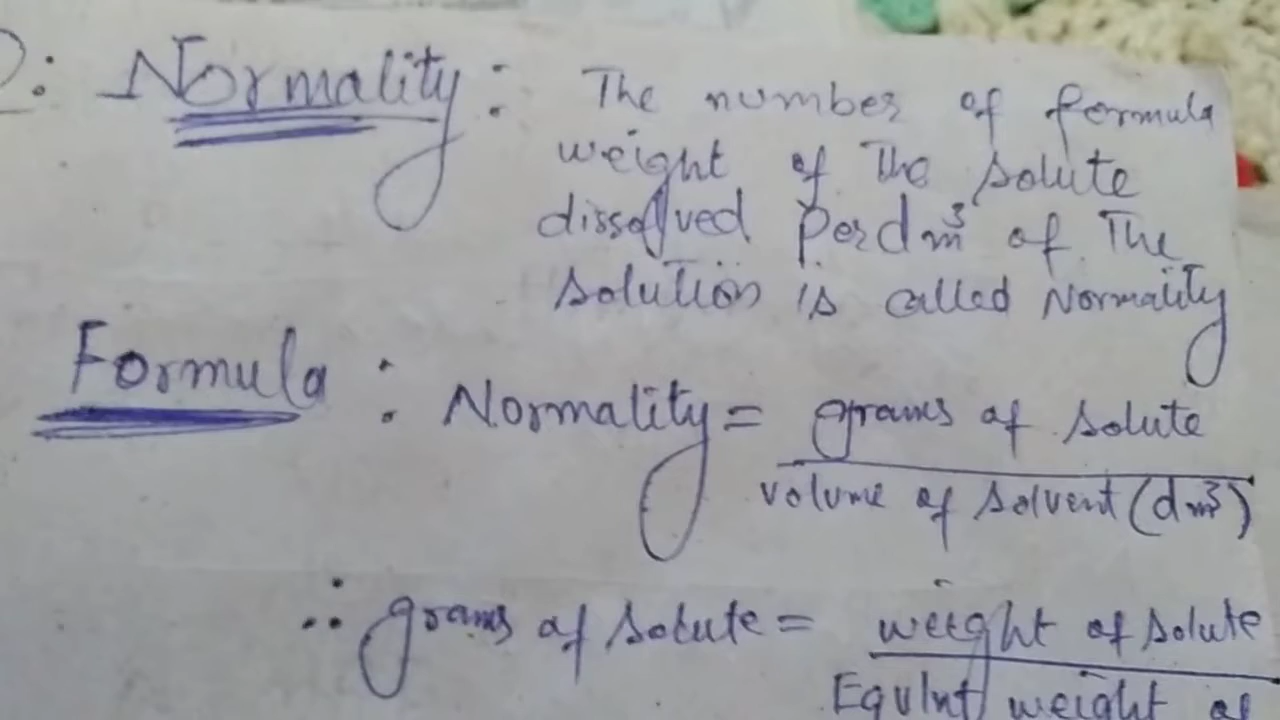 : Normality : The number of formula
weight of The solute
dissolved per dm³ of The
solution is called Normality
Formula : Normality = grams of solute
volume of solvent (dm³)
∴ grams of solute = weight of solute
Equlnt weight of